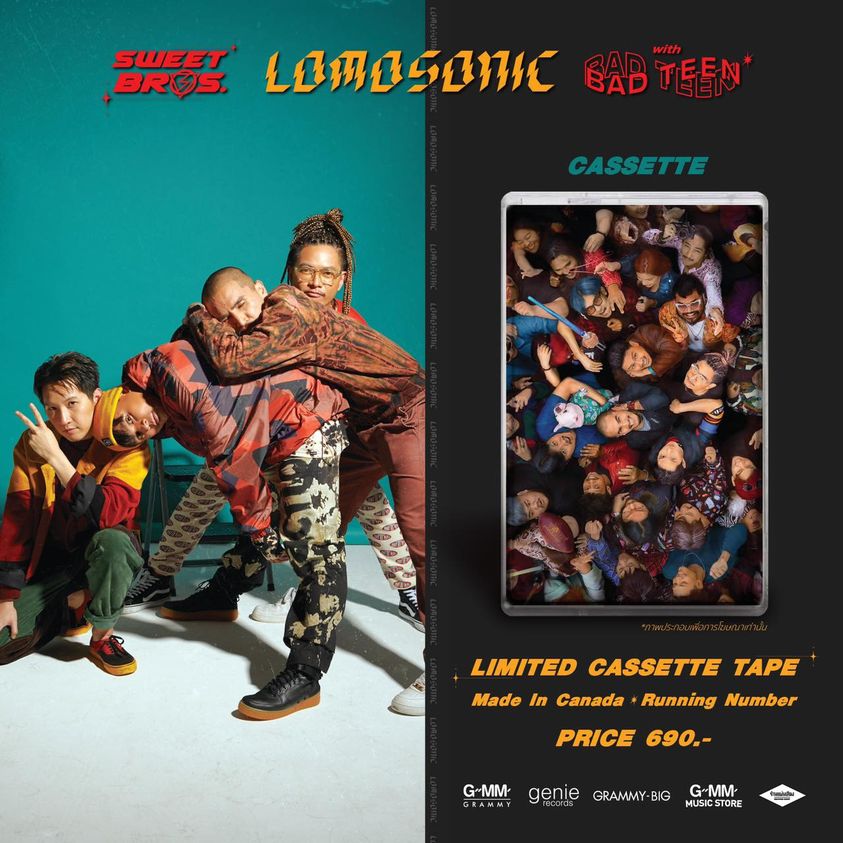 SWEET
BROS.
LOMOSONIC
with
BAD TEEN
BAD TEEN
CASSETTE
LOMOSONIC
*ภาพประกอบเพื่อการโฆษณาเท่านั้น
LIMITED CASSETTE TAPE
Made In Canada * Running Number
PRICE 690.-
GMM
GRAMMY
genie
records
GRAMMY BIG
GMM
MUSIC STORE